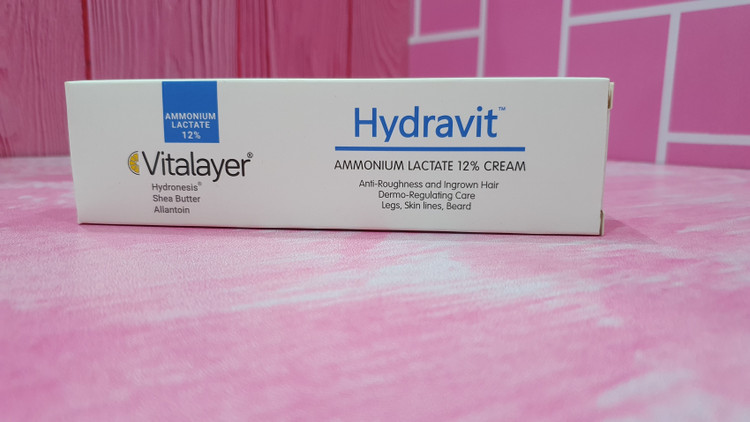 AMMONIUM
LACTATE
12%
Vitalayer®
Hydronesis®
Shea Butter
Allantoin
Hydravit™
AMMONIUM LACTATE 12% CREAM
Anti-Roughness and Ingrown Hair
Dermo-Regulating Care
Legs, Skin lines, Beard